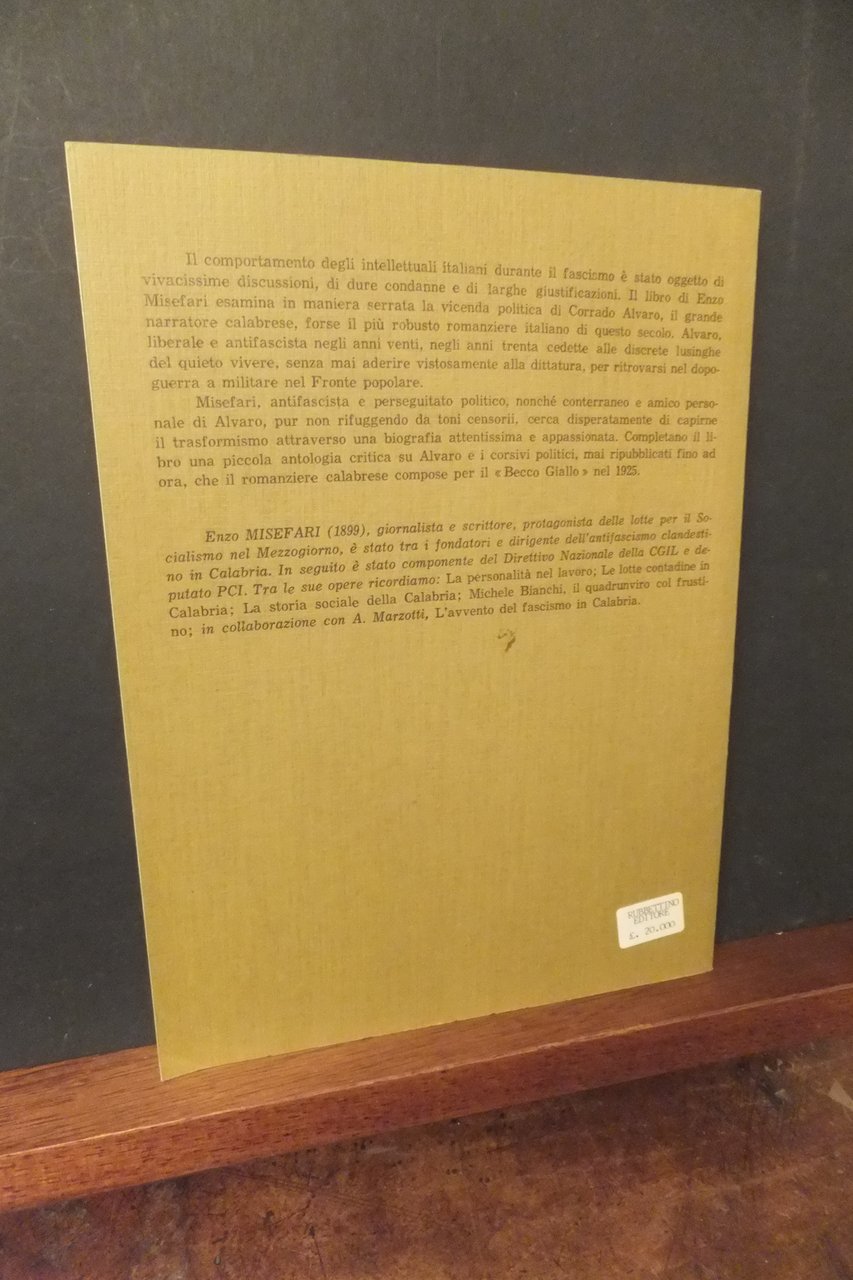 Il comportamento degli intellettuali italiani durante il fascismo è stato oggetto di
vivacissime discussioni, di dure condanne e di larghe giustificazioni. Il libro di Enzo
Misefari esamina in maniera serrata la vicenda politica di Corrado Alvaro, il grande
narratore calabrese, forse il più robusto romanziere italiano di questo secolo. Alvaro,
liberale e antifascista negli anni venti, negli anni trenta cedette alle discrete lusinghe
del quieto vivere, senza mai aderire vistosamente alla dittatura, per ritrovarsi nel dopo-
guerra a militare nel Fronte popolare.
Misefari, antifascista e perseguitato politico, nonché conterraneo e amico perso-
nale di Alvaro, pur non rifuggendo da toni censorii, cerca disperatamente di capirne
il trasformismo attraverso una biografia attentissima e appassionata. Completano il li-
bro una piccola antologia critica su Alvaro e i corsivi politici, mai ripubblicati fino ad
ora, che il romanziere calabrese compose per il « Becco Giallo » nel 1925.
Enzo MISEFARI (1899), giornalista e scrittore, protagonista delle lotte per il So-
cialismo nel Mezzogiorno, è stato tra i fondatori e dirigente dell'antifascismo clandesti-
no in Calabria. In seguito è stato componente del Direttivo Nazionale della CGIL e de-
putato PCI. Tra le sue opere ricordiamo: La personalità nel lavoro; Le lotte contadine in
Calabria; La storia sociale della Calabria; Michele Bianchi, il quadrunviro col frusti-
no; in collaborazione con A. Marzotti, L'avvento del fascismo in Calabria.
RUBBETTINO
EDITORE
£. 20.000